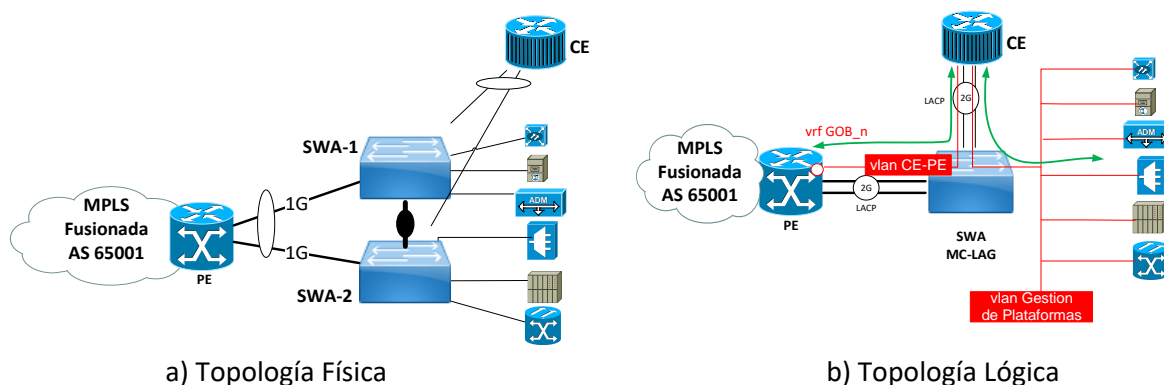 CE
SWA-1
MPLS
Fusionada
AS 65001
PE
1G
1G
ADM
SWA-2
a) Topología Física
CE
LACP
2G
vrf GOB_n
MPLS
Fusionada
AS 65001
vlan CE-PE
2G
LACP
PE
SWA
MC-LAG
ADM
vlan Gestion
de Plataformas
b) Topología Lógica